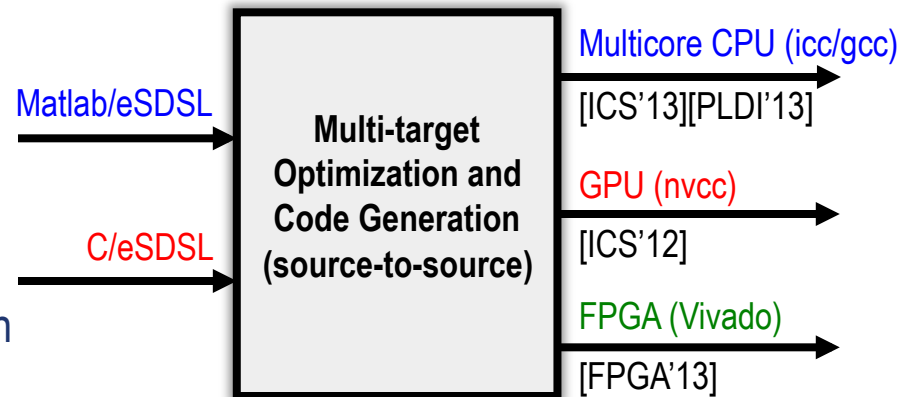 Matlab/eSDSL
C/eSDSL
Multi-target
Optimization and
Code Generation
(source-to-source)
Multicore CPU (icc/gcc)
[ICS’13][PLDI’13]
GPU (nvcc)
[ICS’12]
FPGA (Vivado)
[FPGA’13]